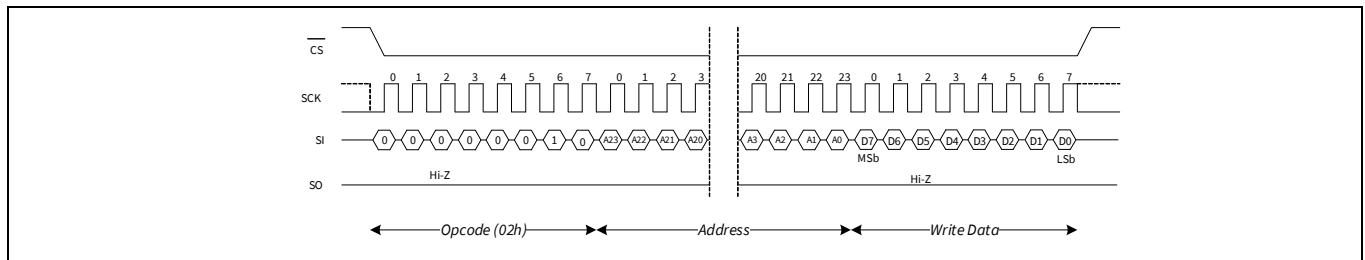 CS
0 1 2 3 4 5 6 7 0 1 2 3 20 21 22 23 0 1 2 3 4 5 6 7
SCK
SI 0 0 0 0 0 0 1 0 A23 A22 A21 A20 A3 A2 A1 A0 D7 D6 D5 D4 D3 D2 D1 D0
MSb LSb
Hi-Z Hi-Z
SO
Opcode (02h) Address Write Data